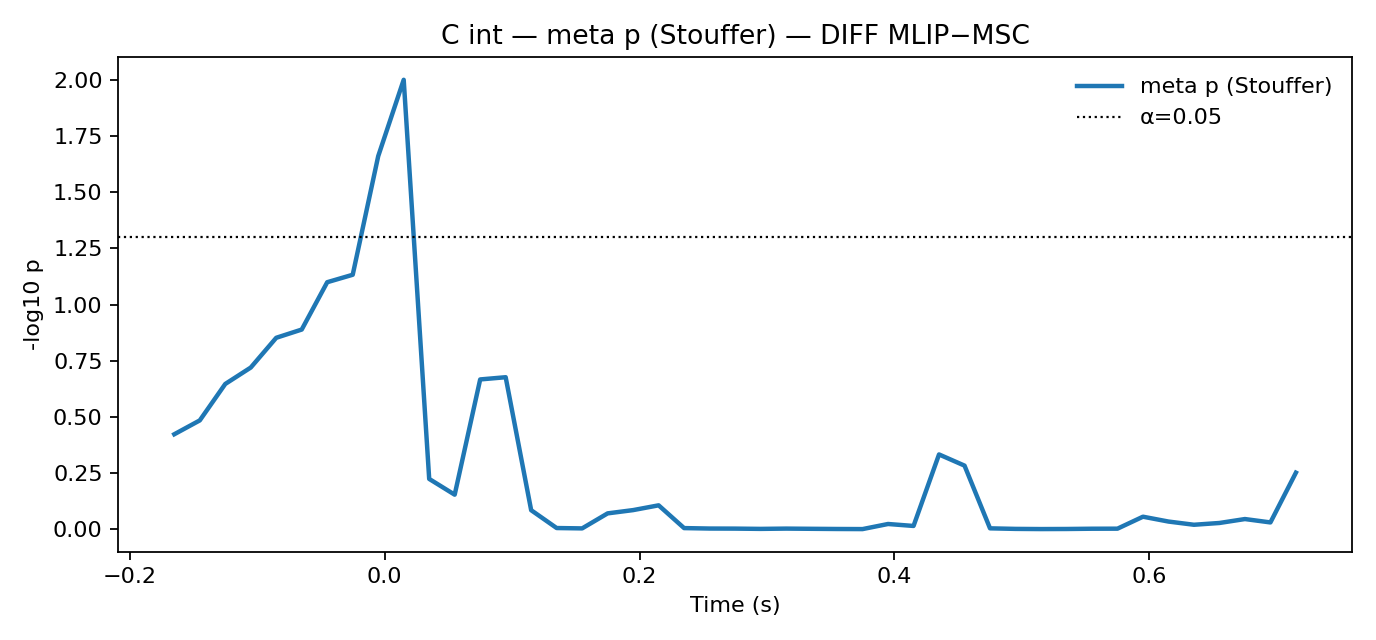 C int — meta p (Stouffer) — DIFF MLIP−MSC
meta p (Stouffer)
α=0.05
-log10 p
2.00
1.75
1.50
1.25
1.00
0.75
0.50
0.25
0.00
−0.2
0.0
0.2
0.4
0.6
Time (s)